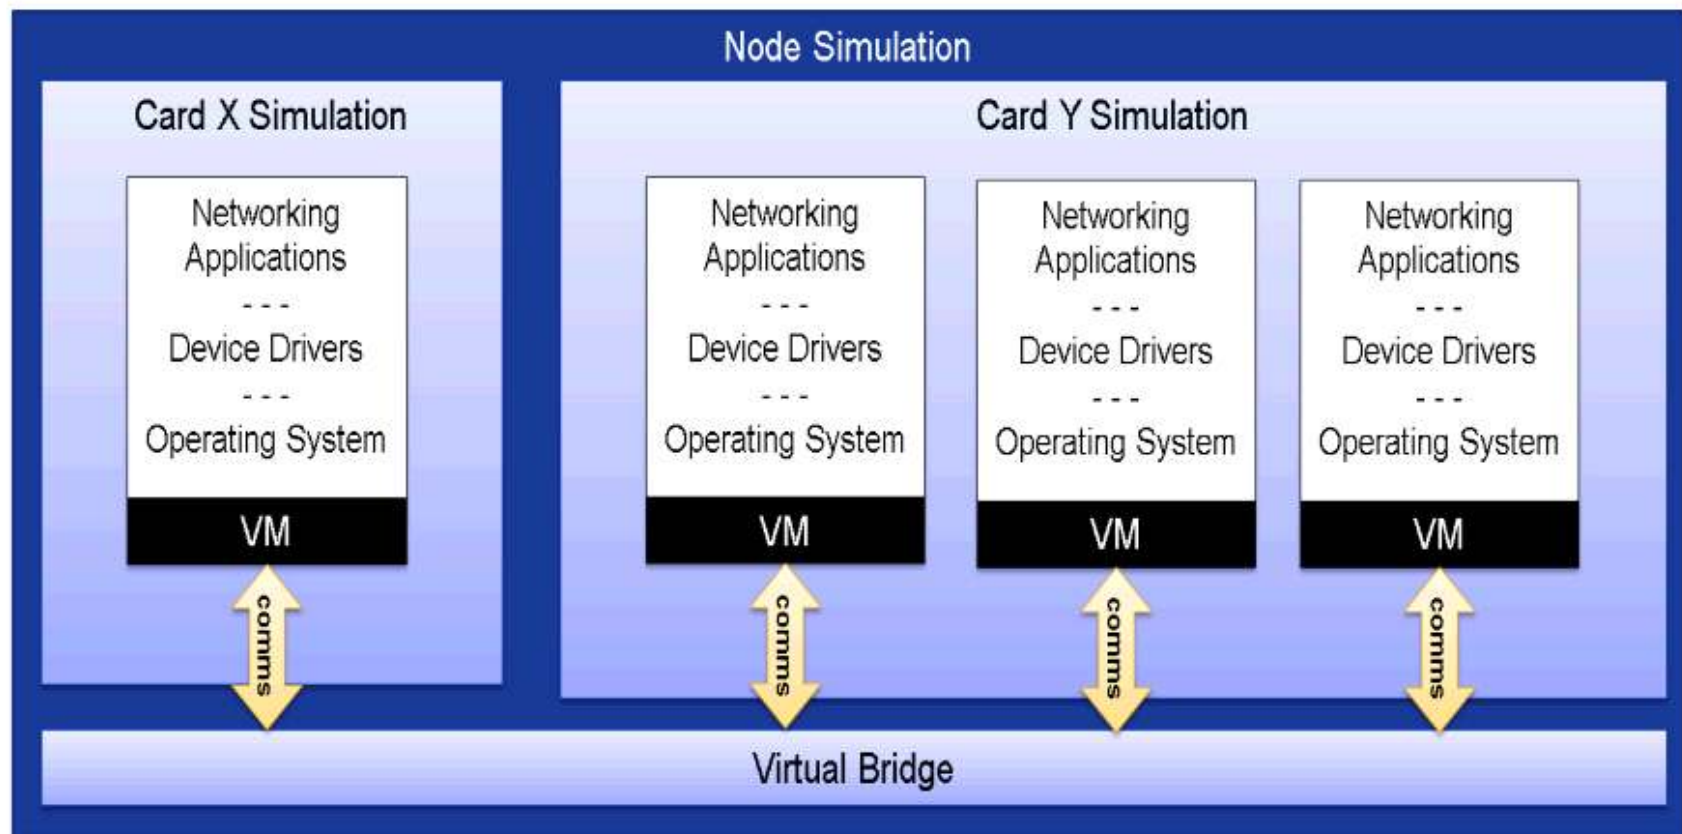 Node Simulation
Card X Simulation
Networking
Applications
- - -
Device Drivers
- - -
Operating System
VM
comms
Card Y Simulation
Networking
Applications
- - -
Device Drivers
- - -
Operating System
VM
comms
Networking
Applications
- - -
Device Drivers
- - -
Operating System
VM
comms
Networking
Applications
- - -
Device Drivers
- - -
Operating System
VM
comms
Virtual Bridge